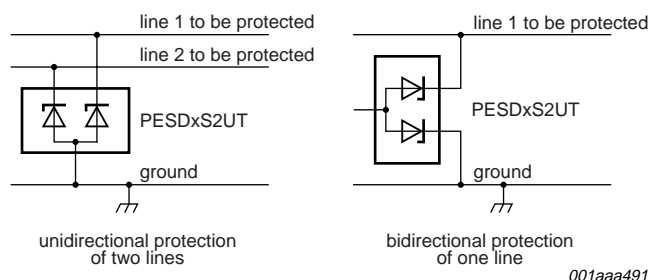 line 1 to be protected
line 2 to be protected
PESDxS2UT
ground
unidirectional protection
of two lines
line 1 to be protected
PESDxS2UT
ground
bidirectional protection
of one line
001aaa491